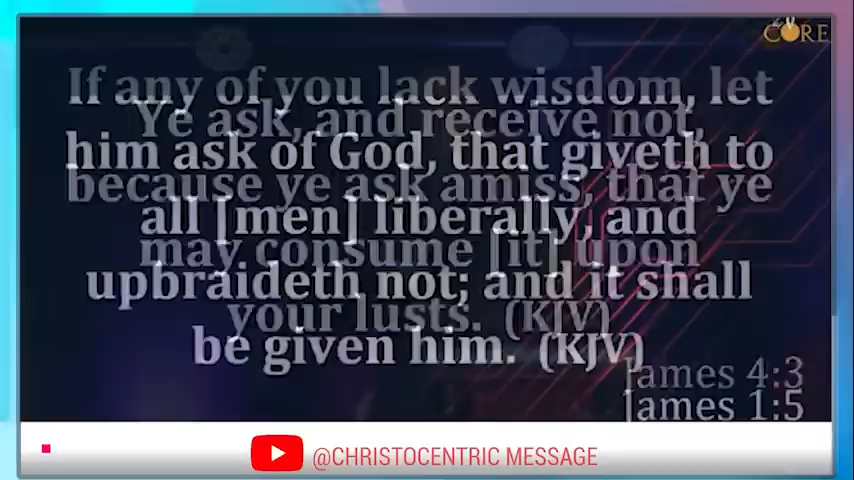 the CORE
If any of you lack wisdom, let
Ye ask, and receive not,
him ask of God, that giveth to
because ye ask amiss, that ye
all [men] liberally, and
may consume [it] upon
upbraideth not; and it shall
your lusts. (KJV)
be given him. (KJV)
James 4:3
James 1:5
@CHRISTOCENTRIC MESSAGE